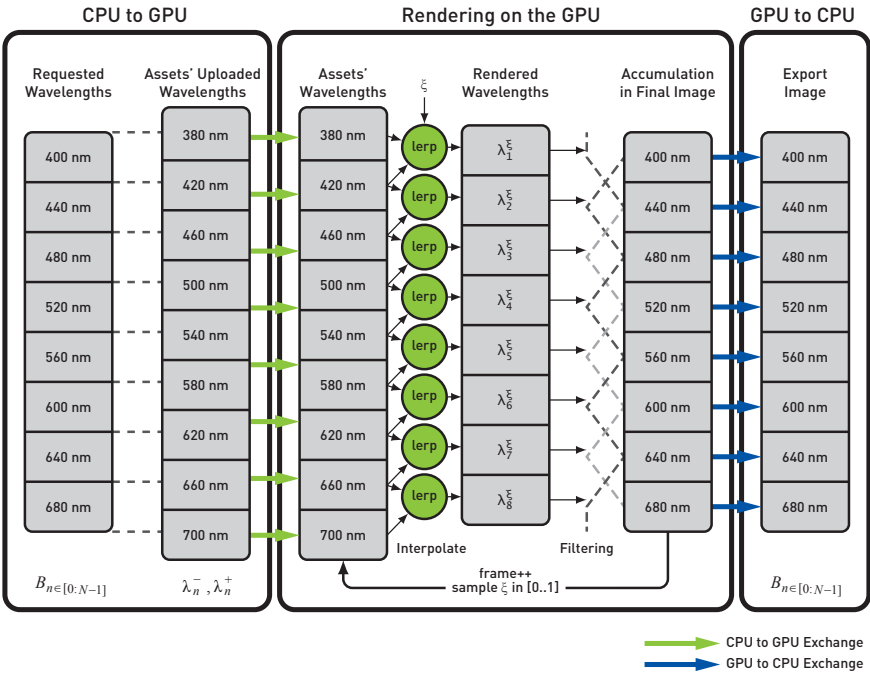 CPU to GPU
Rendering on the GPU
GPU to CPU
Requested
Wavelengths
400 nm
440 nm
480 nm
520 nm
560 nm
600 nm
640 nm
680 nm
B n∈[0:N−1]
Assets' Uploaded
Wavelengths
380 nm
420 nm
460 nm
500 nm
540 nm
580 nm
620 nm
660 nm
700 nm
λn−, λn+
Assets'
Wavelengths
380 nm
420 nm
460 nm
500 nm
540 nm
580 nm
620 nm
660 nm
700 nm
ξ
lerp
lerp
lerp
lerp
lerp
lerp
lerp
lerp
Interpolate
Rendered
Wavelengths
λ1ξ
λ2ξ
λ3ξ
λ4ξ
λ5ξ
λ6ξ
λ7ξ
λ8ξ
Filtering
Accumulation
in Final Image
400 nm
440 nm
480 nm
520 nm
560 nm
600 nm
640 nm
680 nm
frame++
sample ξ in [0..1]
Export
Image
400 nm
440 nm
480 nm
520 nm
560 nm
600 nm
640 nm
680 nm
B n∈[0:N−1]
CPU to GPU Exchange
GPU to CPU Exchange